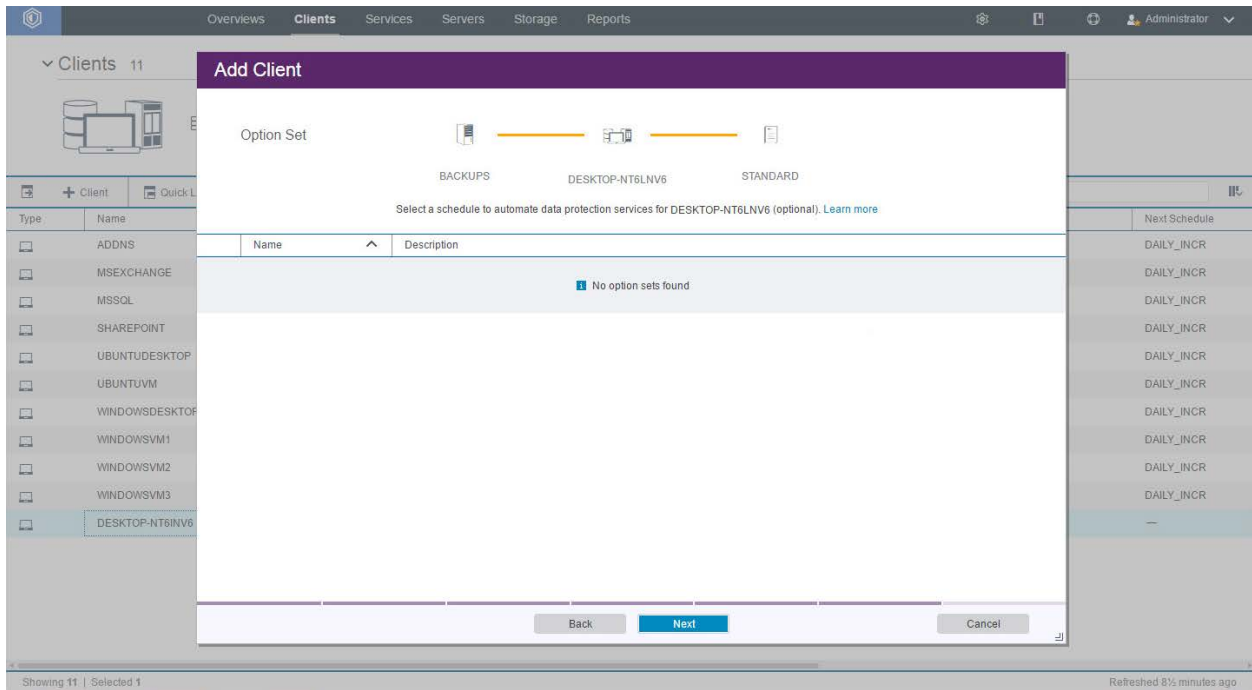 Overviews Clients Services Servers Storage Reports Administrator
Clients 11
Add Client
Option Set
BACKUPS DESKTOP-NT6LNV6 STANDARD
Select a schedule to automate data protection services for DESKTOP-NT6LNV6 (optional). Learn more
+ Client Quick L
Type Name Next Schedule
Name Description
No option sets found
ADDNS DAILY_INCR
MSEXCHANGE DAILY_INCR
MSSQL DAILY_INCR
SHAREPOINT DAILY_INCR
UBUNTUDESKTOP DAILY_INCR
UBUNTUVM DAILY_INCR
WINDOWSDESKTOP DAILY_INCR
WINDOWSVM1 DAILY_INCR
WINDOWSVM2 DAILY_INCR
WINDOWSVM3 DAILY_INCR
DESKTOP-NT6INV6 —
Back Next Cancel
Showing 11 | Selected 1 Refreshed 8½ minutes ago